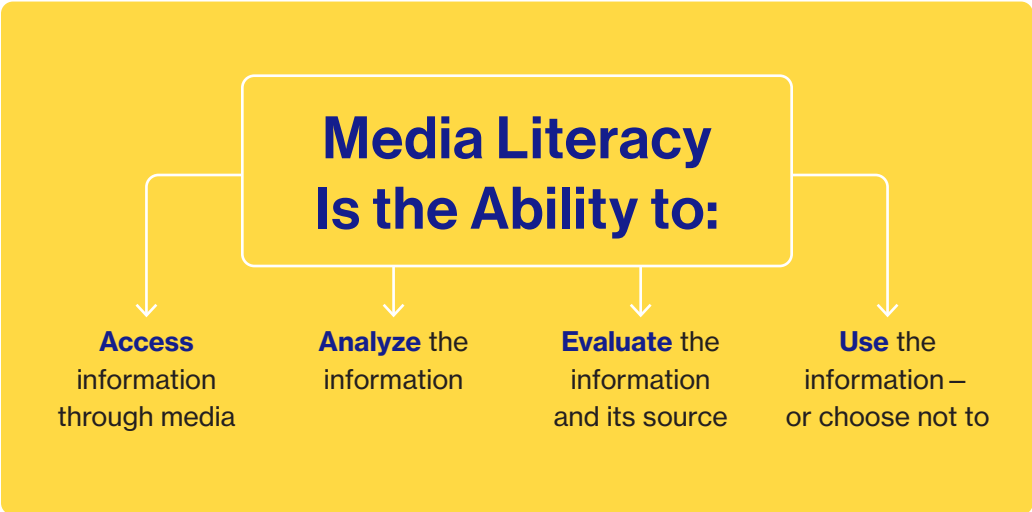 Media Literacy
Is the Ability to:
Access
information
through media
Analyze the
information
Evaluate the
information
and its source
Use the
information –
or choose not to